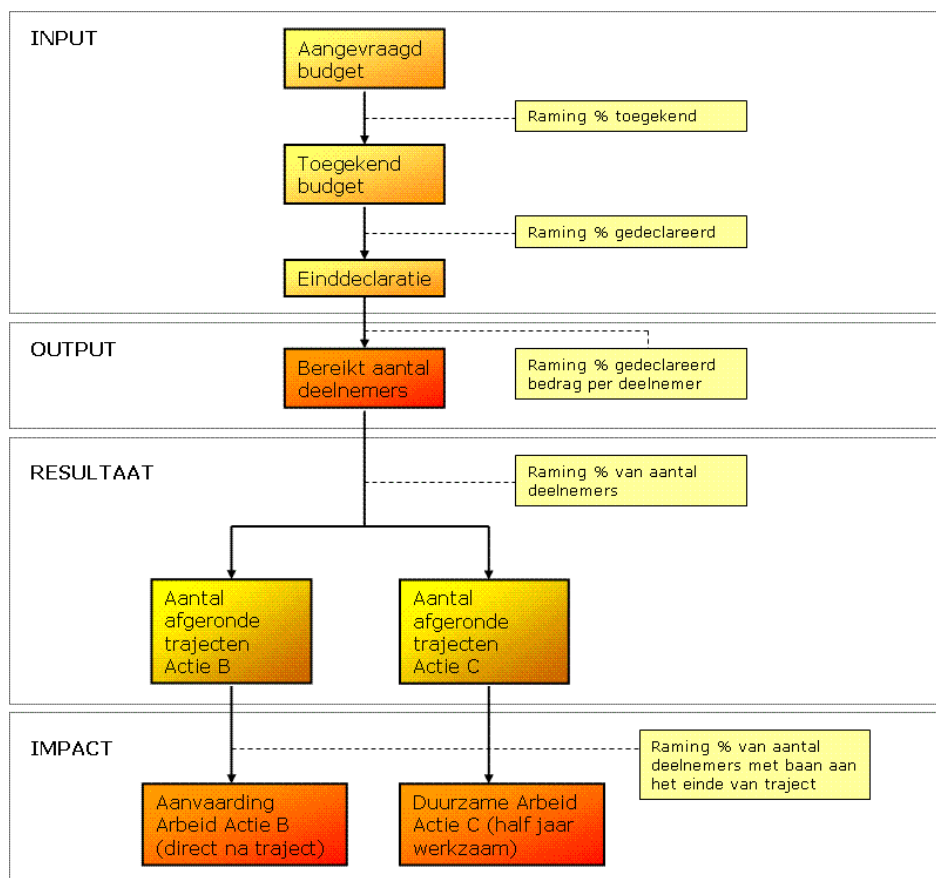 INPUT
Aangevraagd
budget
Raming % toegekend
Toegekend
budget
Raming % gedeclareerd
Einddeclaratie
OUTPUT
Bereikt aantal
deelnemers
Raming % gedeclareerd
bedrag per deelnemer
RESULTAAT
Raming % van aantal
deelnemers
Aantal
afgeronde
trajecten
Actie B
Aantal
afgeronde
trajecten
Actie C
IMPACT
Raming % van aantal
deelnemers met baan aan
het einde van traject
Aanvaarding
Arbeid Actie B
(direct na traject)
Duurzame Arbeid
Actie C (half jaar
werkzaam)